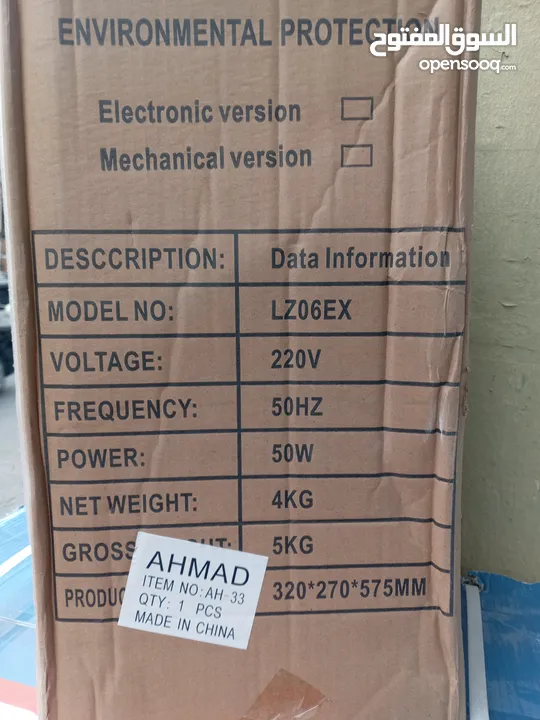 ENVIRONMENTAL PROTECTION
السوق المفتوح
opensooq.com
Electronic version
Mechanical version
DESCCRIPTION: Data Information
MODEL NO: LZ06EX
VOLTAGE: 220V
FREQUENCY: 50HZ
POWER: 50W
NET WEIGHT: 4KG
GROSS 5KG
320*270*575MM
AHMAD
ITEM NO:AH-33
QTY: 1 PCS
MADE IN CHINA